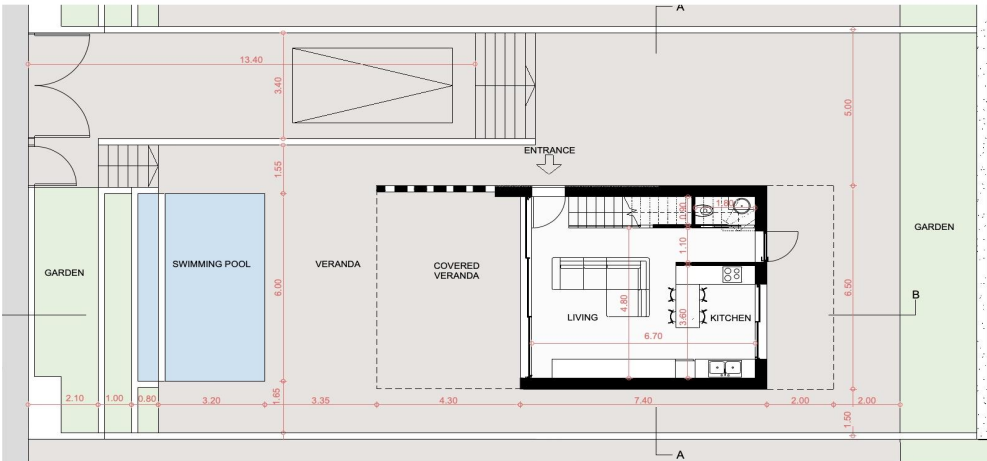 A
13.40
3.40
5.00
ENTRANCE
1.55
0.90
1.80
GARDEN
GARDEN
SWIMMING POOL
VERANDA
COVERED
VERANDA
1.10
6.00
6.50
4.80
3.60
LIVING
KITCHEN
B
6.70
2.10
1.00
0.80
3.20
1.65
3.35
4.30
7.40
2.00
2.00
1.50
A